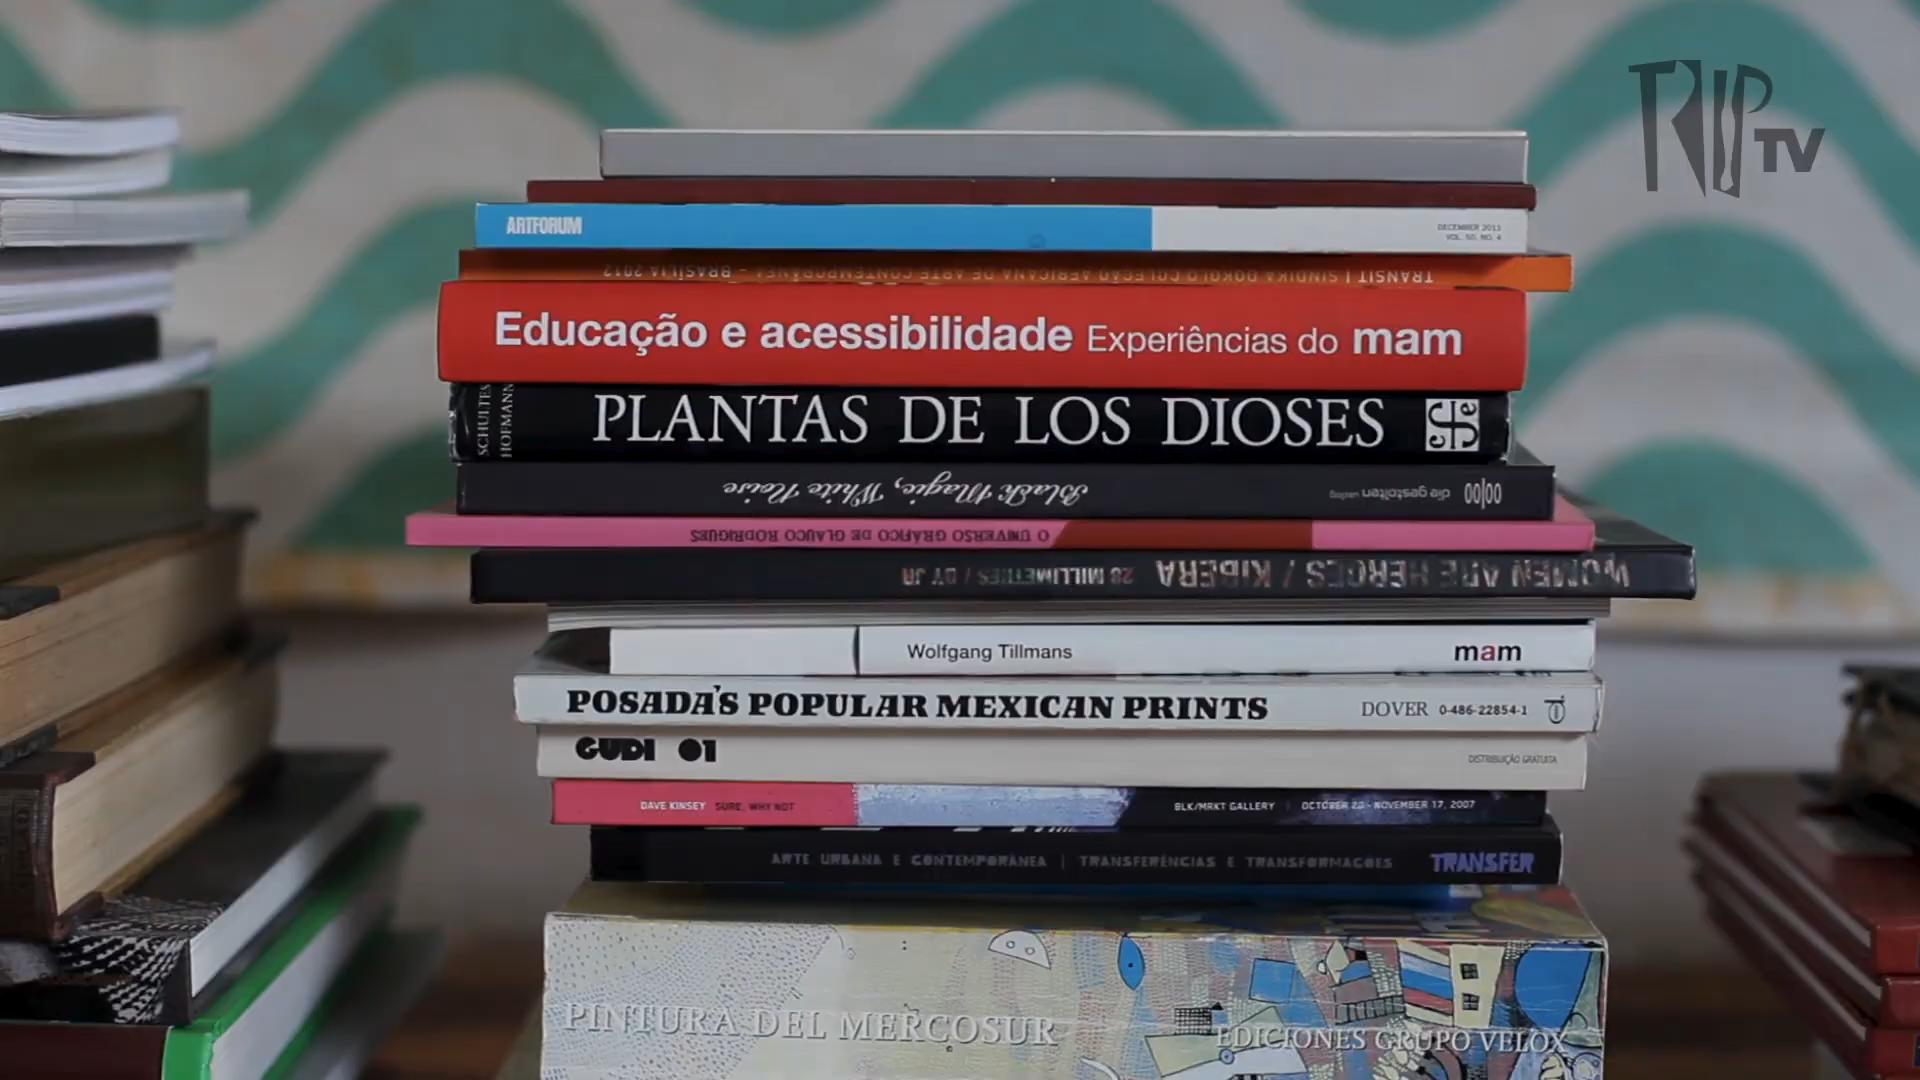 TRIP TV
ARTFORUM
DECEMBER 2011
VOL. 50, NO. 4
TRANSIT | SINDIKA DOKOLO COLEÇÃO AFRICANA DE ARTE CONTEMPORÂNEA – BRASÍLIA 2012
Educação e acessibilidade Experiências do mam
SCHULTES
HOFMANN
PLANTAS DE LOS DIOSES
Black Magic, White Noise
die gestalten verlag
O UNIVERSO GRÁFICO DE GLAUCO RODRIGUES
WOMEN ARE HEROES / KIBERA 28 MILLIMETRES / BY JR
Wolfgang Tillmans mam
POSADA'S POPULAR MEXICAN PRINTS DOVER 0-486-22854-1
GUDI 01 DISTRIBUIÇÃO GRATUITA
DAVE KINSEY SURE, WHY NOT BLK/MRKT GALLERY | OCTOBER 20 - NOVEMBER 17, 2007
ARTE URBANA E CONTEMPORÂNEA | TRANSFERÊNCIAS E TRANSFORMAÇÕES TRANSFER
PINTURA DEL MERCOSUR EDICIONES GRUPO VELOX